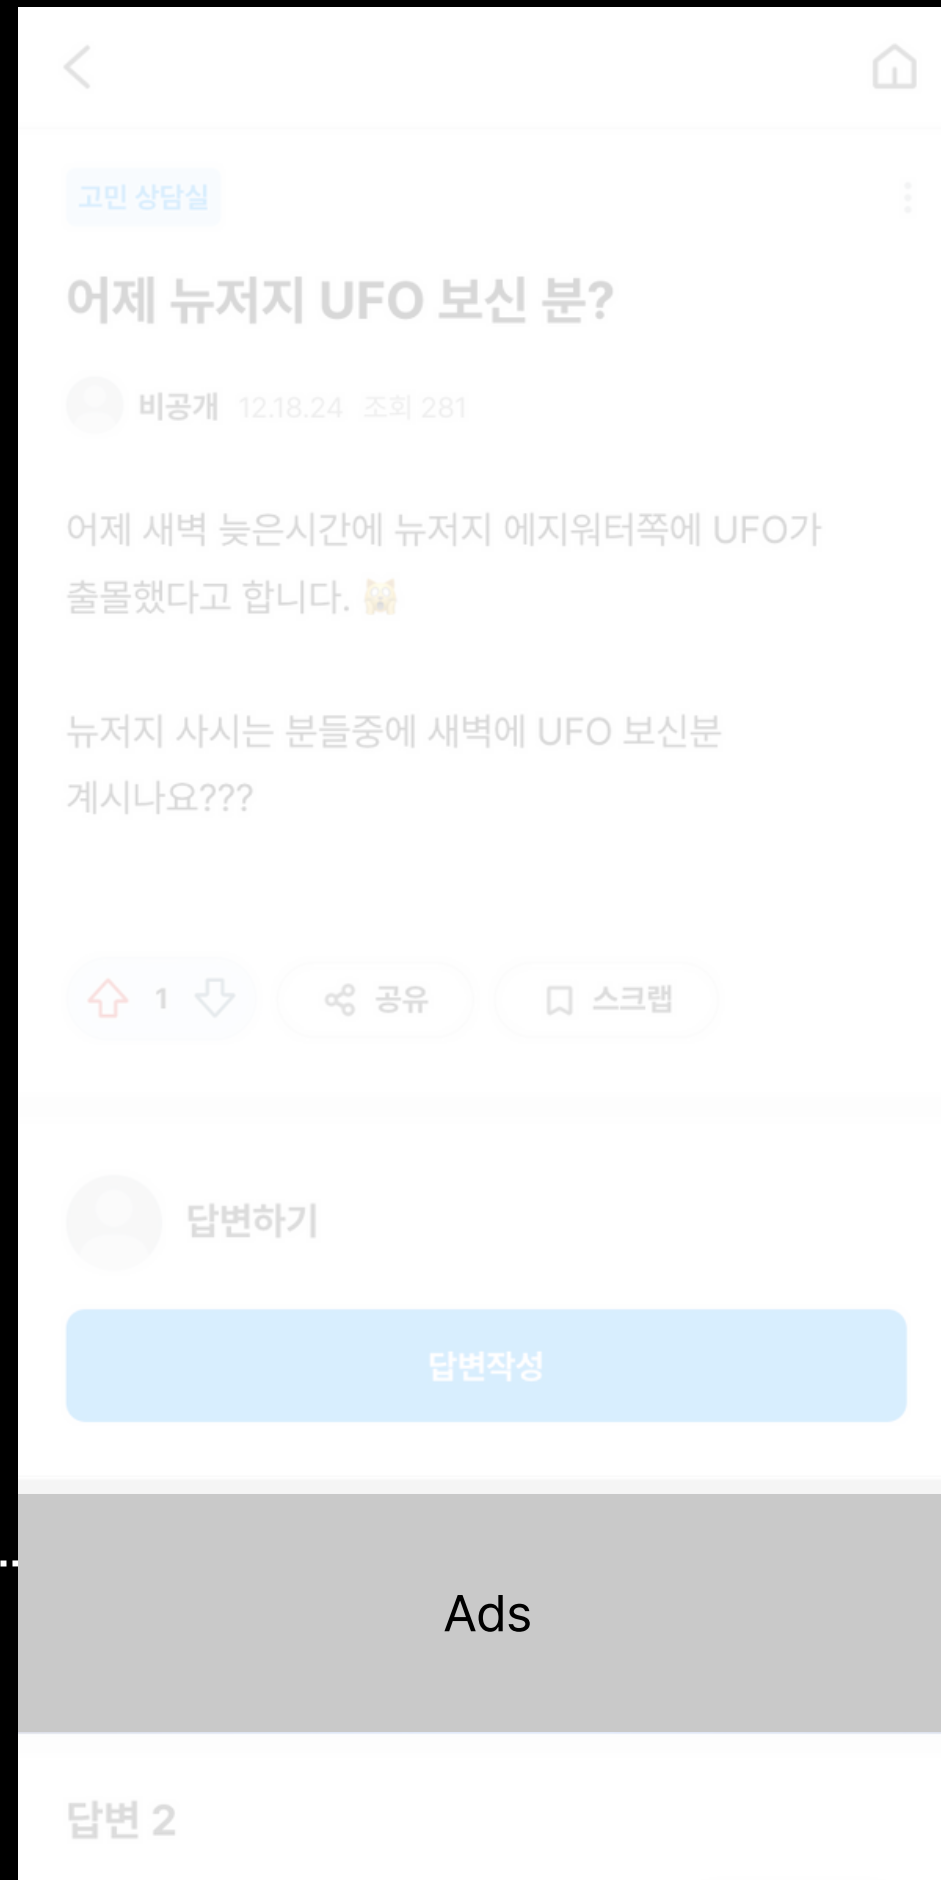 고민 상담실
어제 뉴저지 UFO 보신 분?
비공개 12.18.24 조회 281
어제 새벽 늦은시간에 뉴저지 에지워터쪽에 UFO가
출몰했다고 합니다. 🙀
뉴저지 사시는 분들중에 새벽에 UFO 보신분
계시나요???
1 공유 스크랩
답변하기
답변작성
Ads
답변 2